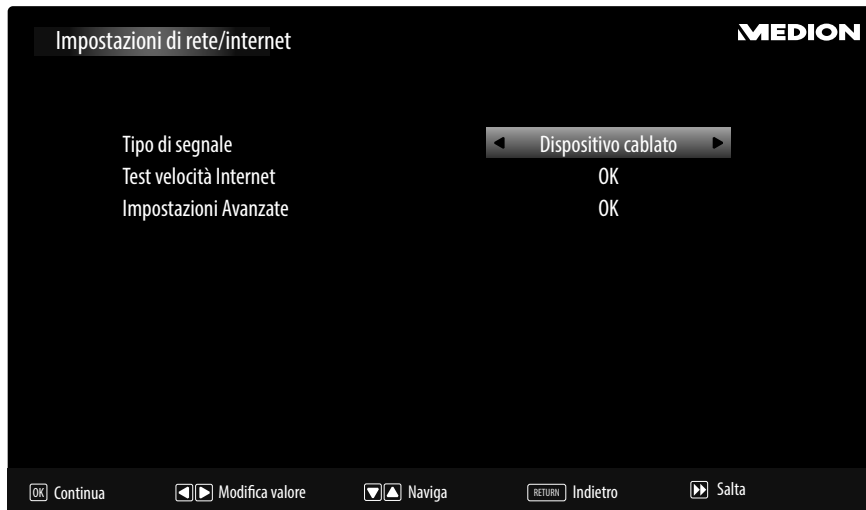 Impostazioni di rete/internet
MEDION
Tipo di segnale Dispositivo cablato
Test velocità Internet OK
Impostazioni Avanzate OK
OK Continua Modifica valore Naviga RETURN Indietro Salta